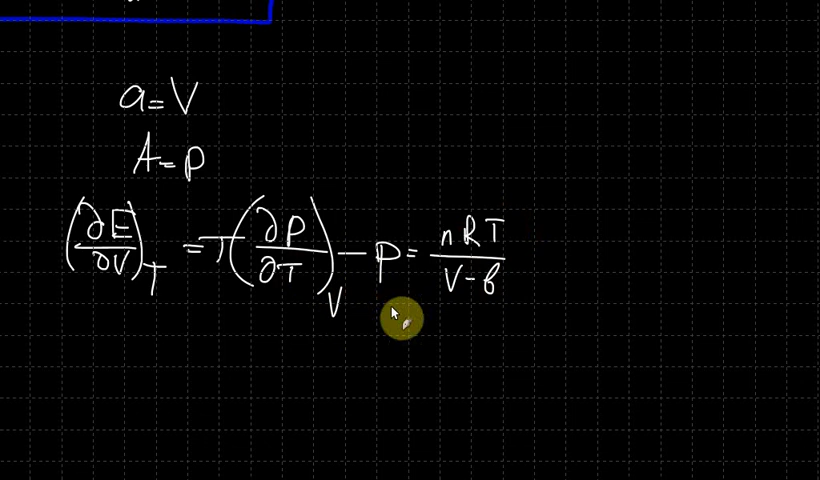 a = V
A = p
(∂E/∂V)_T = T(∂P/∂T)_V − p = nRT/(V−в)